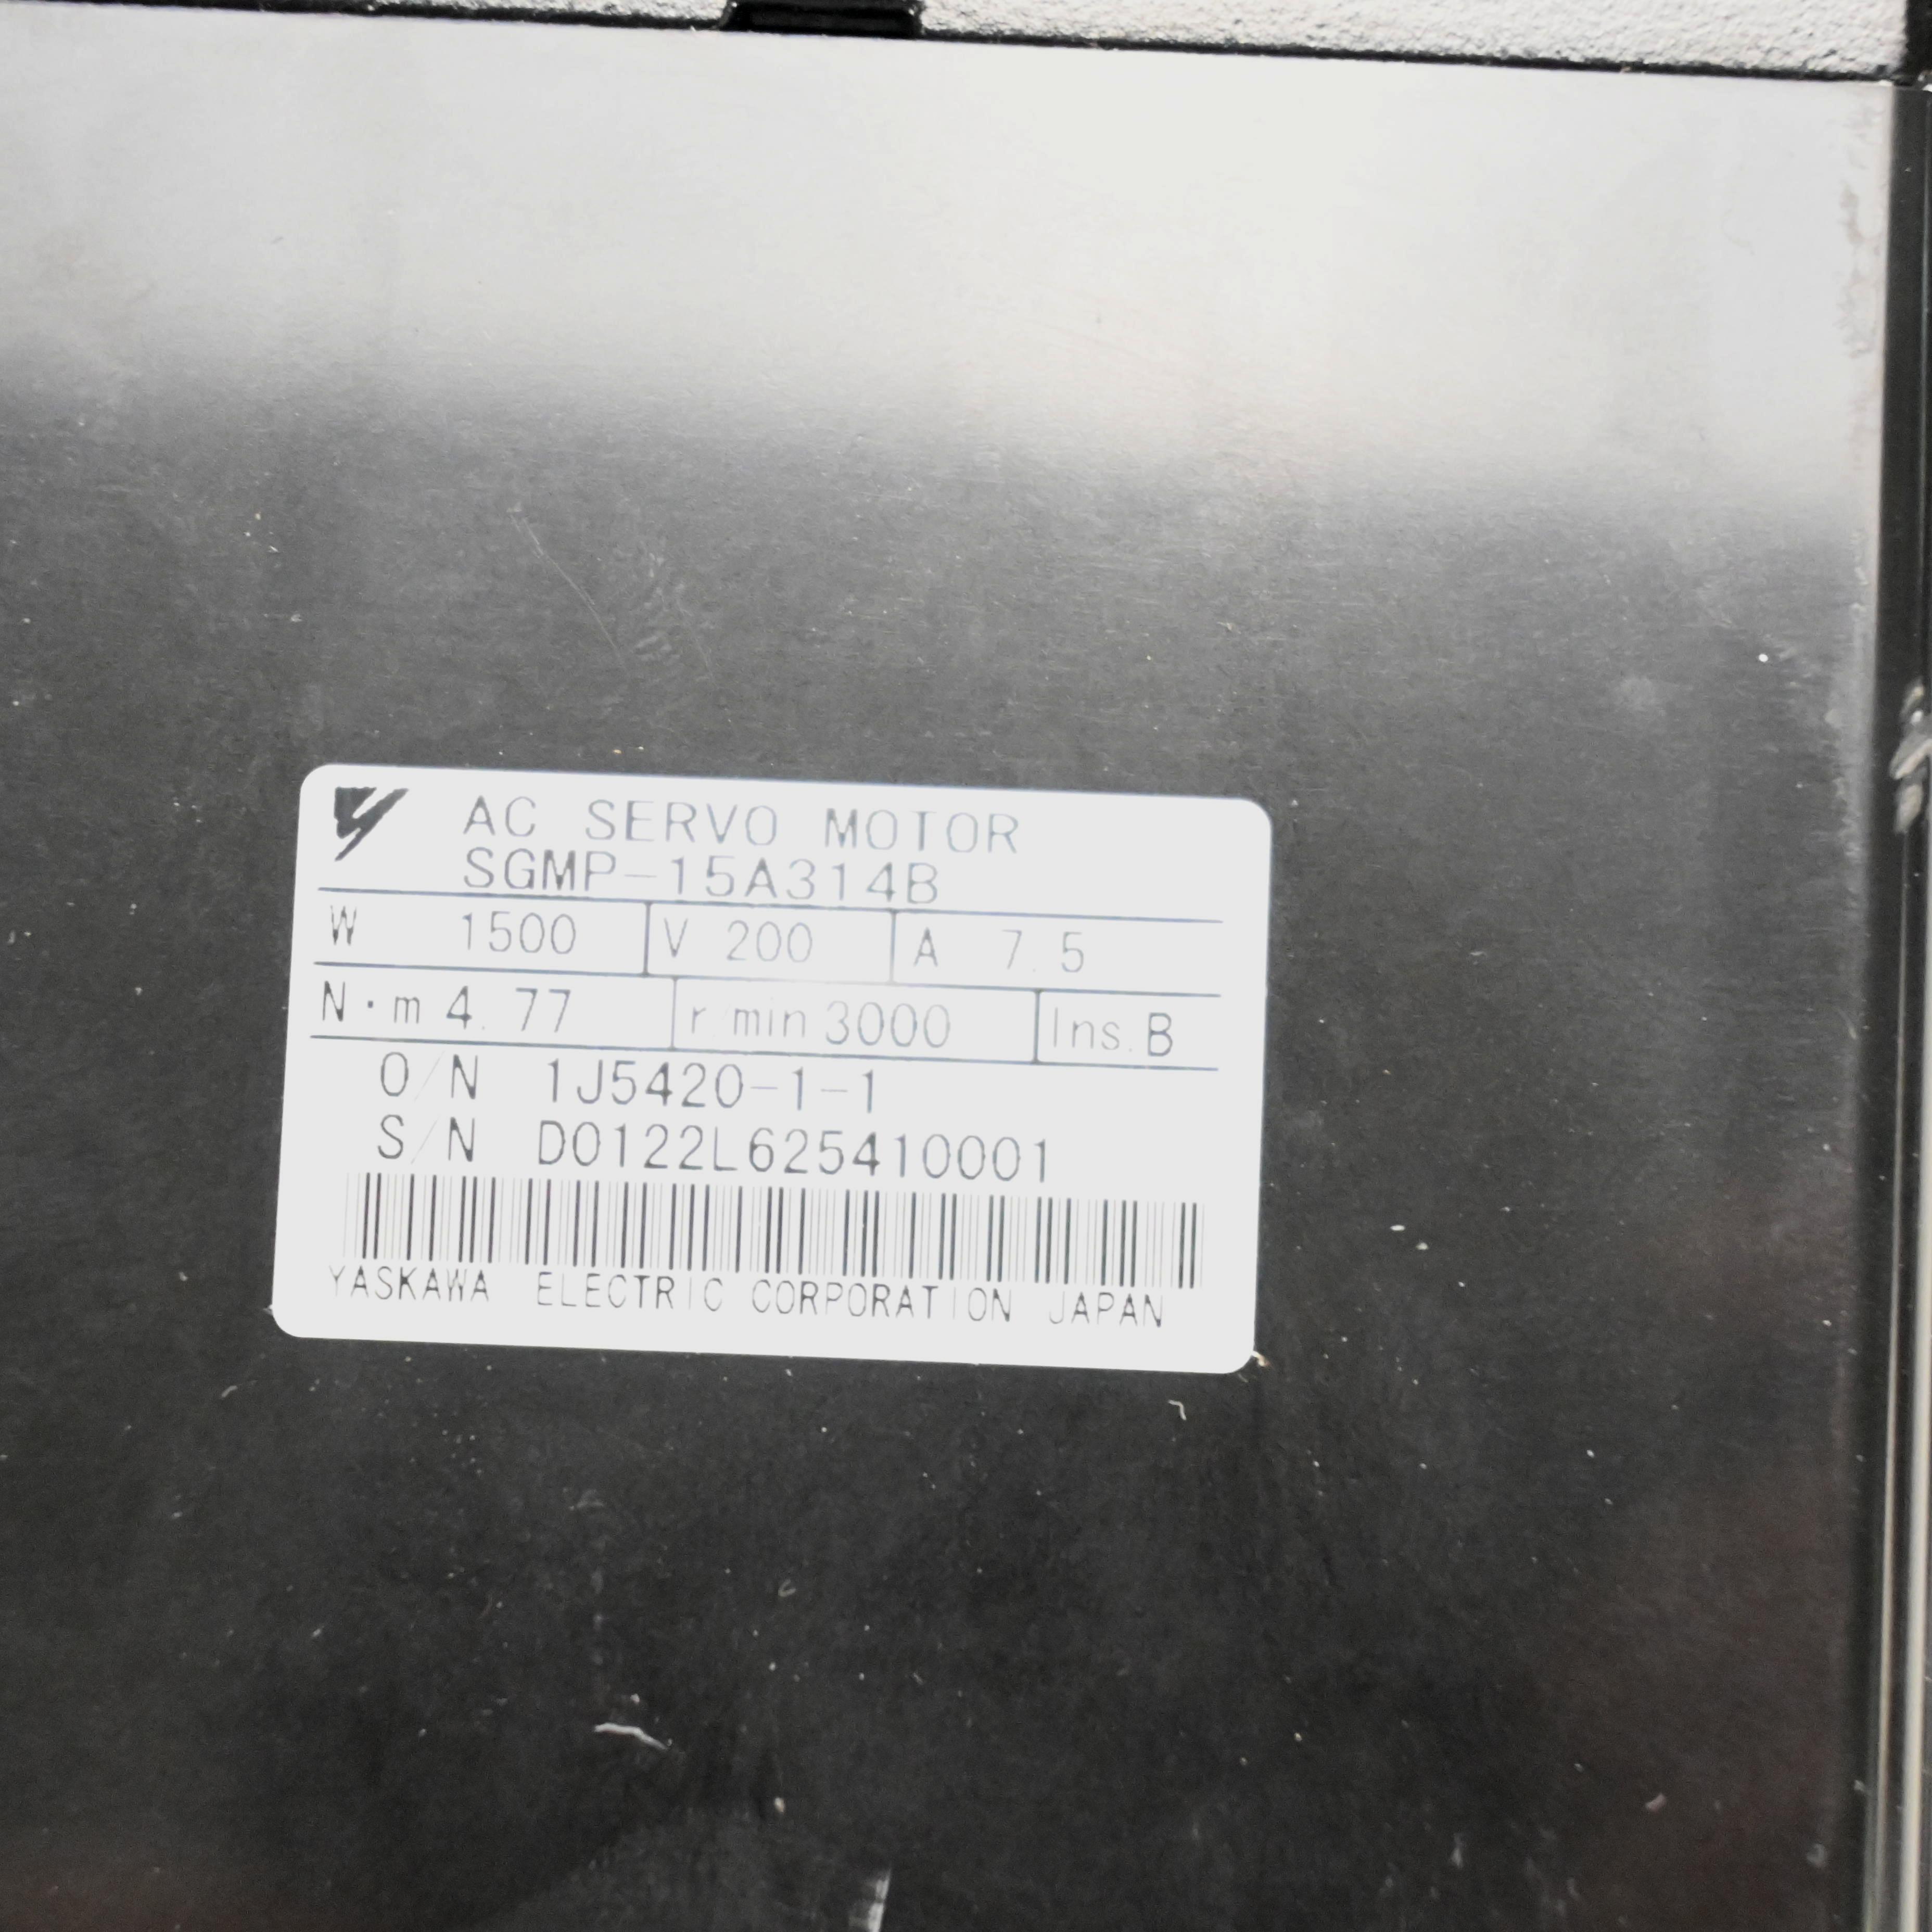 AC SERVO MOTOR
SGMP-15A314B
W 1500 V 200 A 7.5
N·m 4.77 r/min 3000 Ins.B
O/N 1J5420-1-1
S/N D0122L625410001
YASKAWA ELECTRIC CORPORATION JAPAN